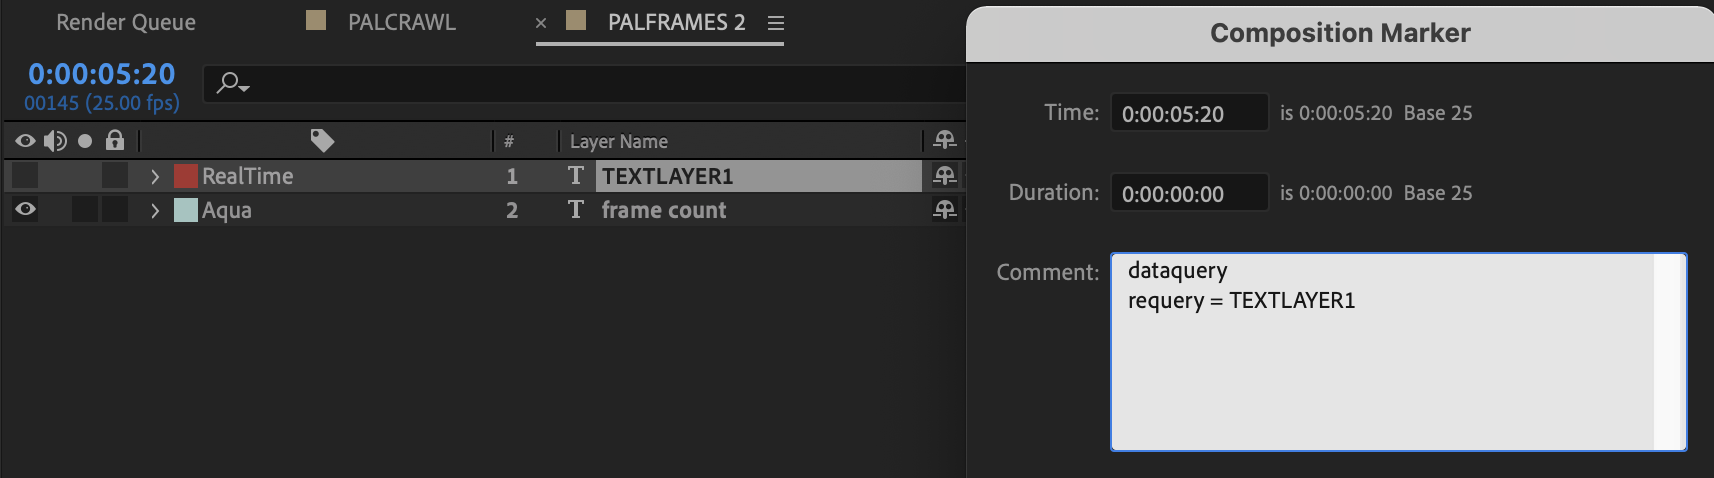 Render Queue
PALCRAWL
× PALFRAMES 2
Composition Marker
0:00:05:20
00145 (25.00 fps)
Time: 0:00:05:20 is 0:00:05:20 Base 25
# Layer Name
RealTime 1 T TEXTLAYER1
Aqua 2 T frame count
Duration: 0:00:00:00 is 0:00:00:00 Base 25
Comment: dataquery
requery = TEXTLAYER1